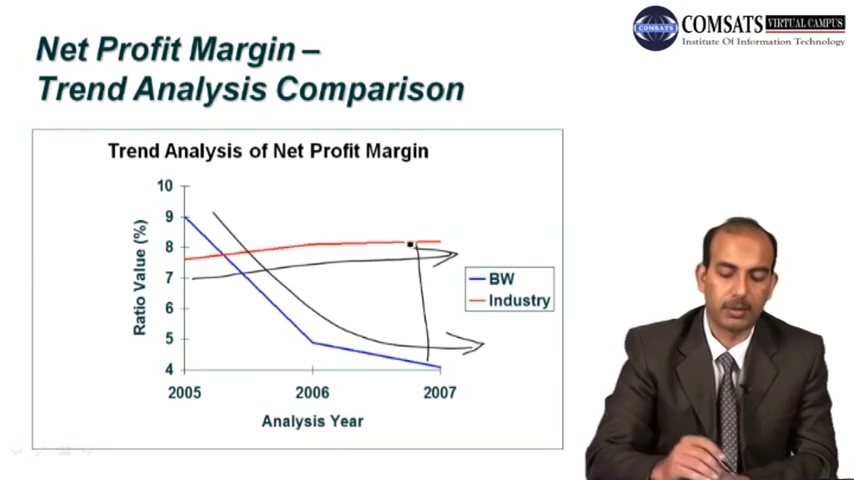 COMSATS VIRTUAL CAMPUS
COMSATS
Institute Of Information Technology
Net Profit Margin –
Trend Analysis Comparison
Trend Analysis of Net Profit Margin
10
9
8
7
6
5
4
Ratio Value (%)
2005 2006 2007
Analysis Year
BW
Industry